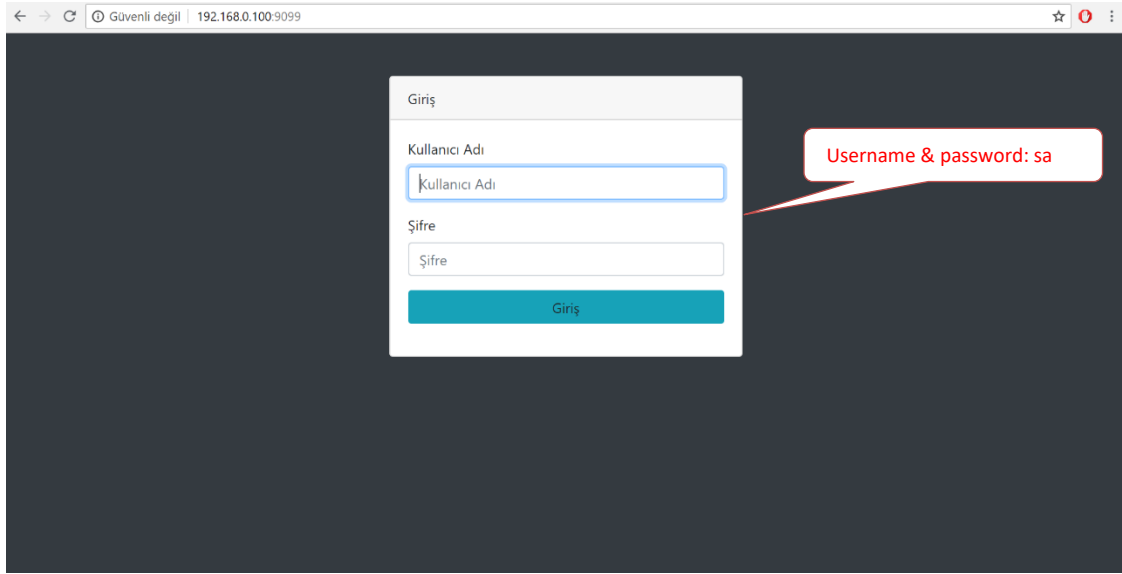 Güvenli değil 192.168.0.100:9099
Giriş
Kullanıcı Adı
Kullanıcı Adı
Username & password: sa
Şifre
Şifre
Giriş